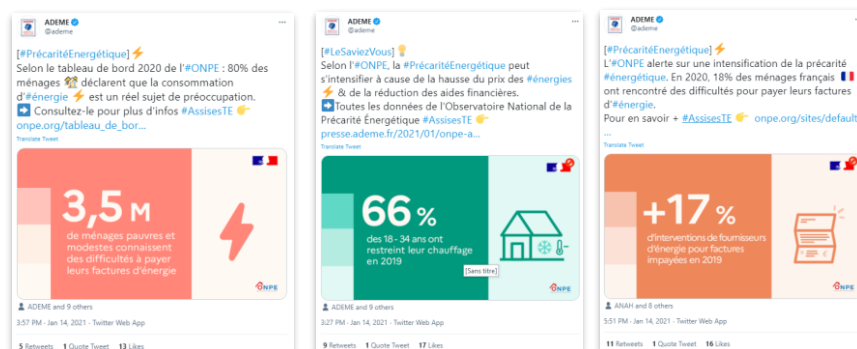 ADEME
@ademe
[#PrécaritéEnergétique]
Selon le tableau de bord 2020 de l'#ONPE : 80% des
ménages déclarent que la consommation
d'#énergie est un réel sujet de préoccupation.
Consultez-le pour plus d'infos #AssisesTE
onpe.org/tableau_de_bor...
Translate Tweet
3,5 M
de ménages pauvres et
modestes connaissent
des difficultés à payer
leurs factures d'énergie
ONPE
ADEME and 9 others
3:57 PM · Jan 14, 2021 · Twitter Web App
5 Retweets 1 Quote Tweet 13 Likes
ADEME
@ademe
[#LeSaviezVous]
Selon l'#ONPE, la #PrécaritéEnergétique peut
s'intensifier à cause de la hausse du prix des #énergies
& de la réduction des aides financières.
Toutes les données de l'Observatoire National de la
Précarité Énergétique #AssisesTE
presse.ademe.fr/2021/01/onpe-a...
Translate Tweet
66 %
des 18 - 34 ans ont
restreint leur chauffage
en 2019
[Sans titre]
ONPE
ADEME and 9 others
3:27 PM · Jan 14, 2021 · Twitter Web App
9 Retweets 1 Quote Tweet 17 Likes
ADEME
@ademe
[#PrécaritéEnergétique]
L'#ONPE alerte sur une intensification de la précarité
#énergétique. En 2020, 18% des ménages français
ont rencontré des difficultés pour payer leurs factures
d'#énergie.
Pour en savoir + #AssisesTE onpe.org/sites/default
...
Translate Tweet
+17 %
d'interventions de fournisseurs
d'énergie pour factures
impayées en 2019
ONPE
ANAH and 8 others
5:51 PM · Jan 14, 2021 · Twitter Web App
11 Retweets 1 Quote Tweet 16 Likes